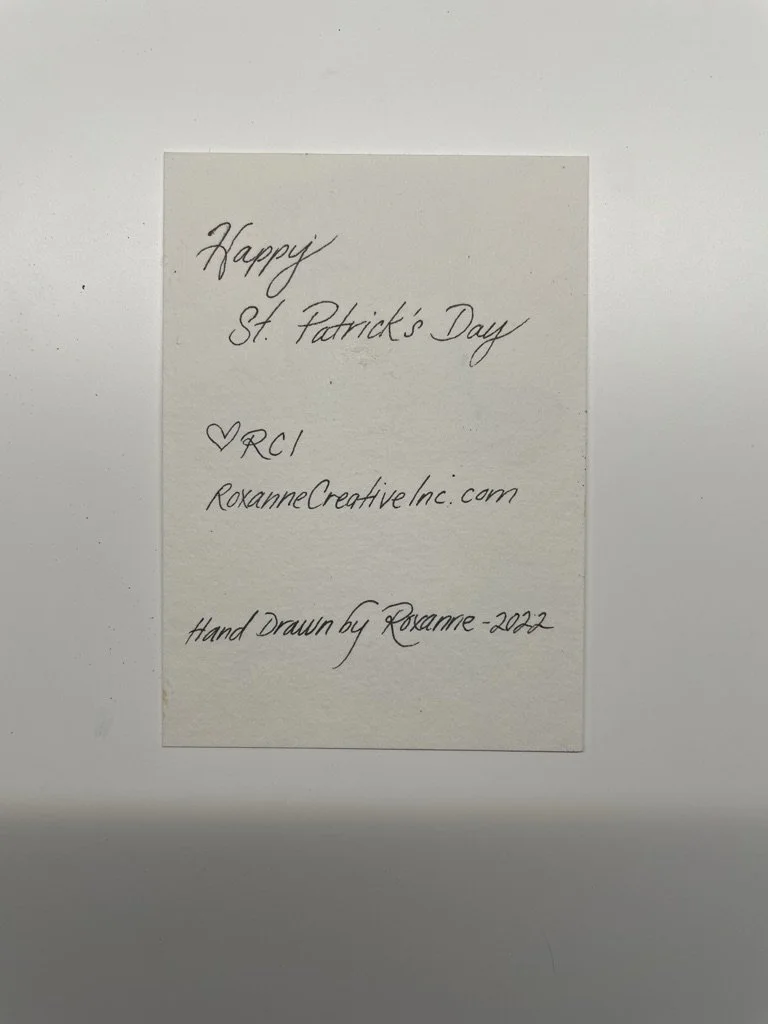 Happy
St. Patrick's Day
♡RCI
RoxanneCreativeInc.com
Hand Drawn by Roxanne-2022